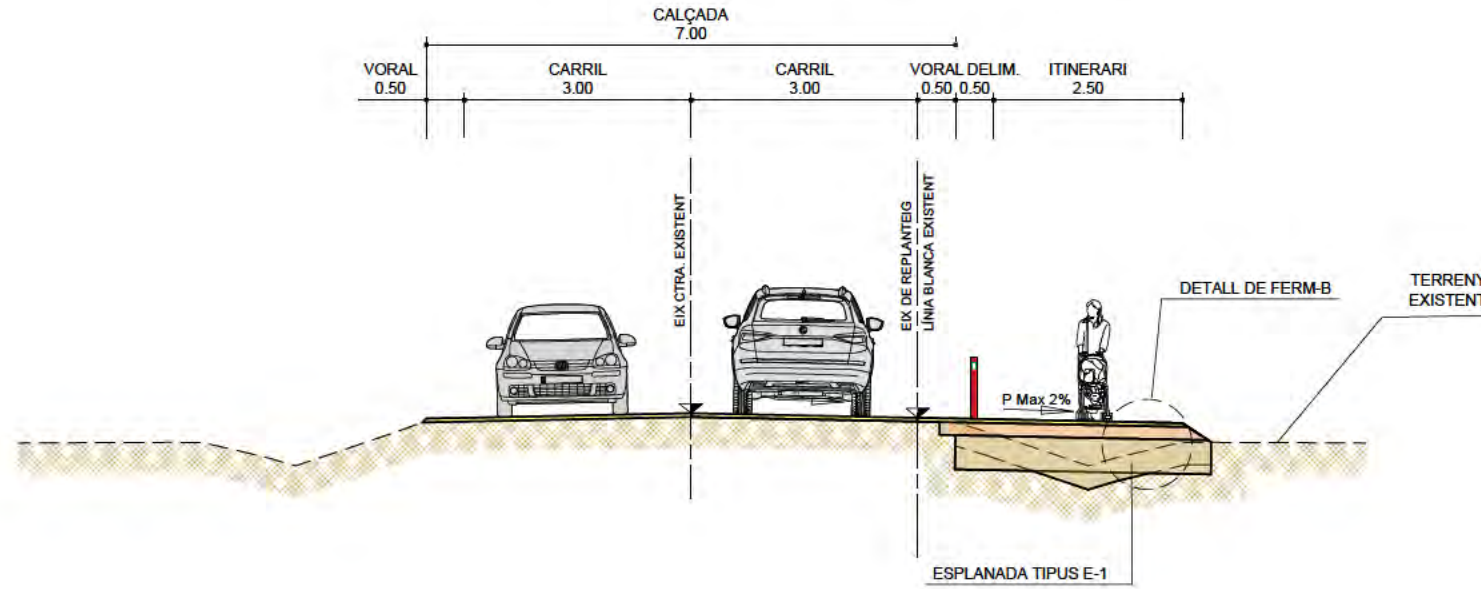 CALÇADA
7.00
VORAL CARRIL CARRIL VORAL DELIM. ITINERARI
0.50 3.00 3.00 0.50 0.50 2.50
EIX CTRA. EXISTENT
EIX DE REPLANTEIG
LÍNIA BLANCA EXISTENT
DETALL DE FERM-B
TERRENY
EXISTENT
P Max 2%
ESPLANADA TIPUS E-1